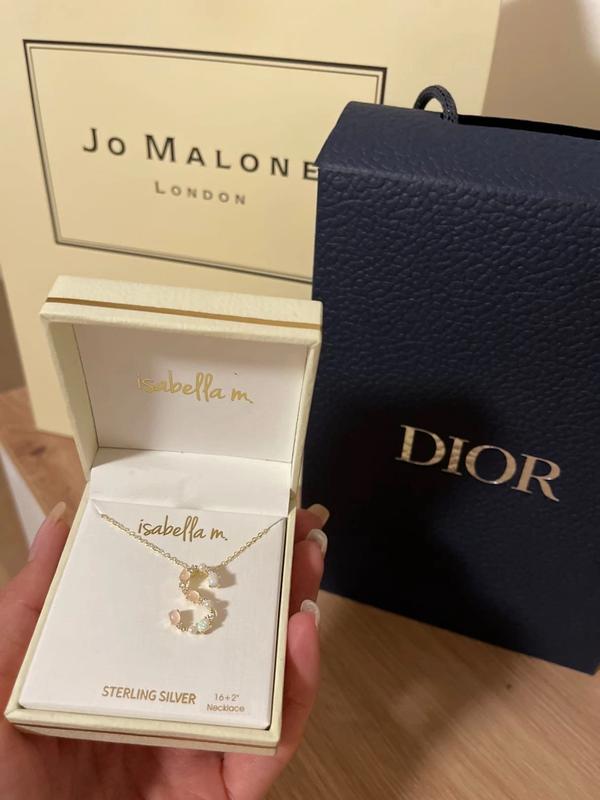 JO MALONE
LONDON
DIOR
isabella m.
isabella m.
S
STERLING SILVER
16+2"
Necklace